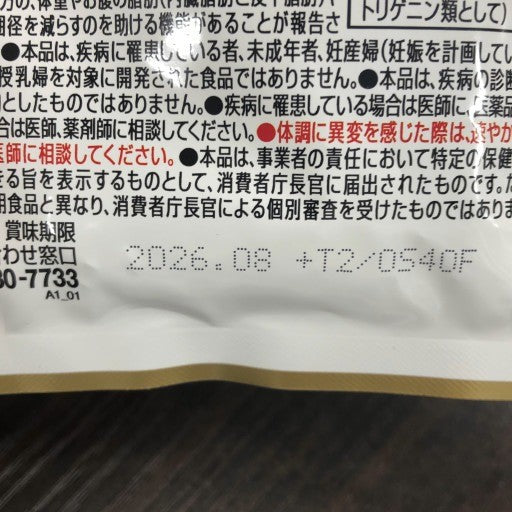 方の、体重やお腹の脂肪(内臓脂肪と皮下脂肪)や
囲径を減らすのを助ける機能があることが報告さ
トリゲニン類として)
●本品は、疾病に罹患している者、未成年者、妊産婦(妊娠を計画してい
授乳婦を対象に開発された食品ではありません。●本品は、疾病の診断
としたものではありません。●疾病に罹患している場合は医師に、医薬品
合は医師、薬剤師に相談してください。●体調に異変を感じた際は、速やか
医師に相談してください。●本品は、事業者の責任において特定の保健
きる旨を表示するものとして、消費者庁長官に届出されたものです。た
用食品と異なり、消費者庁長官による個別審査を受けたものではありま
賞味期限
わせ窓口
2026.08 +T2/0540F
30-7733
A1_01